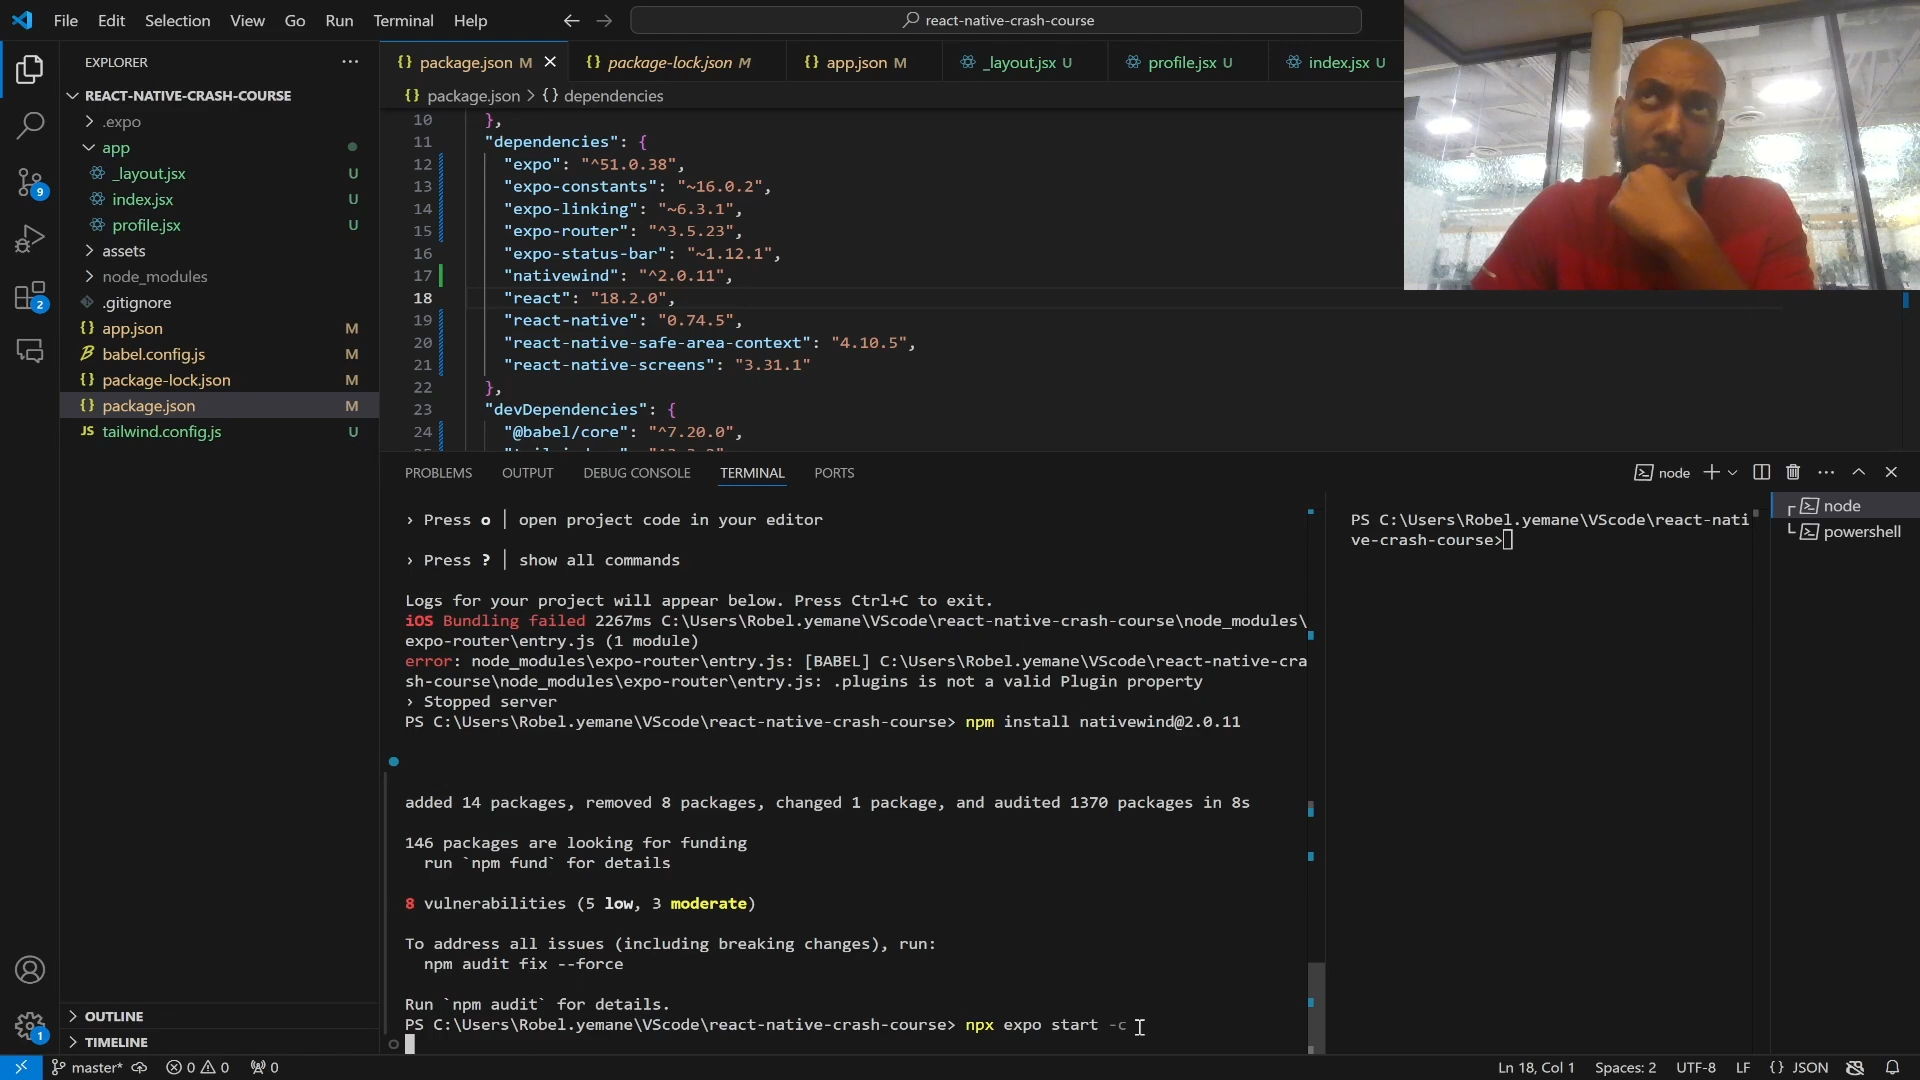 File Edit Selection View Go Run Terminal Help
react-native-crash-course
EXPLORER
REACT-NATIVE-CRASH-COURSE
.expo
app
_layout.jsx U
index.jsx U
profile.jsx U
assets
node_modules
.gitignore
app.json M
babel.config.js M
package-lock.json M
package.json M
tailwind.config.js U
OUTLINE
TIMELINE
9
2
1
package.json M
package-lock.json M
app.json M
_layout.jsx U
profile.jsx U
index.jsx U
package.json > {} dependencies
10 },
11 "dependencies": {
12 "expo": "^51.0.38",
13 "expo-constants": "~16.0.2",
14 "expo-linking": "~6.3.1",
15 "expo-router": "^3.5.23",
16 "expo-status-bar": "~1.12.1",
17 "nativewind": "^2.0.11",
18 "react": "18.2.0",
19 "react-native": "0.74.5",
20 "react-native-safe-area-context": "4.10.5",
21 "react-native-screens": "3.31.1"
22 },
23 "devDependencies": {
24 "@babel/core": "^7.20.0",
PROBLEMS OUTPUT DEBUG CONSOLE TERMINAL PORTS
node
› Press o │ open project code in your editor
› Press ? │ show all commands
Logs for your project will appear below. Press Ctrl+C to exit.
iOS Bundling failed 2267ms C:\Users\Robel.yemane\VScode\react-native-crash-course\node_modules\
expo-router\entry.js (1 module)
error: node_modules\expo-router\entry.js: [BABEL] C:\Users\Robel.yemane\VScode\react-native-cra
sh-course\node_modules\expo-router\entry.js: .plugins is not a valid Plugin property
› Stopped server
PS C:\Users\Robel.yemane\VScode\react-native-crash-course> npm install nativewind@2.0.11
added 14 packages, removed 8 packages, changed 1 package, and audited 1370 packages in 8s
146 packages are looking for funding
run `npm fund` for details
8 vulnerabilities (5 low, 3 moderate)
To address all issues (including breaking changes), run:
npm audit fix --force
Run `npm audit` for details.
PS C:\Users\Robel.yemane\VScode\react-native-crash-course> npx expo start -c
PS C:\Users\Robel.yemane\VScode\react-nati
ve-crash-course>
node
powershell
master* 0 0 0
Ln 18, Col 1 Spaces: 2 UTF-8 LF {} JSON